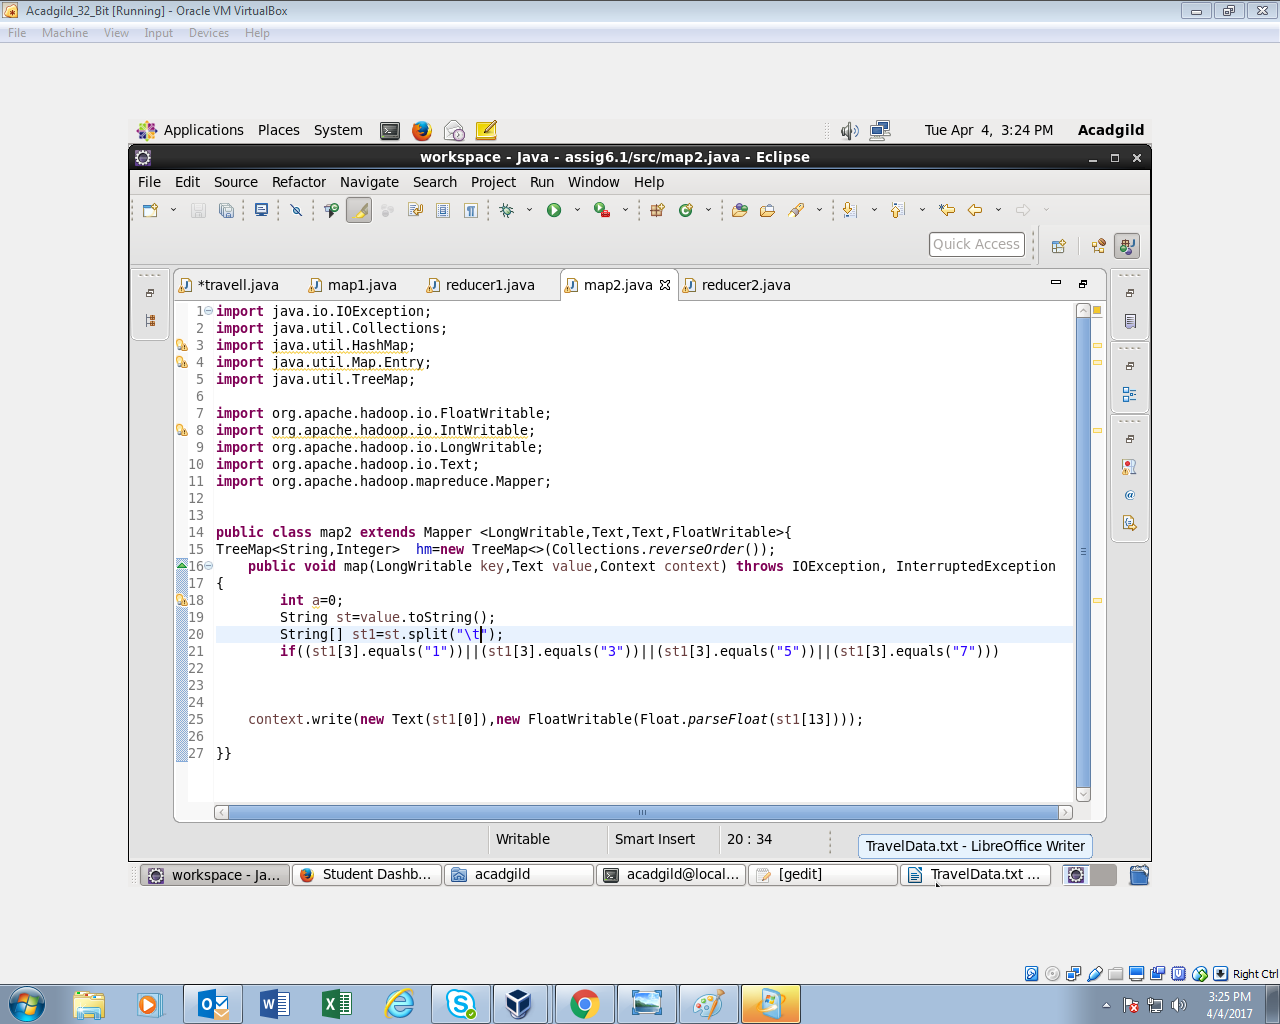 Acadgild_32_Bit [Running] - Oracle VM VirtualBox
File Machine View Input Devices Help
Applications Places System Tue Apr 4, 3:24 PM Acadgild
workspace - Java - assig6.1/src/map2.java - Eclipse
File Edit Source Refactor Navigate Search Project Run Window Help
Quick Access
*travell.java map1.java reducer1.java map2.java reducer2.java
1 import java.io.IOException;
2 import java.util.Collections;
3 import java.util.HashMap;
4 import java.util.Map.Entry;
5 import java.util.TreeMap;
6
7 import org.apache.hadoop.io.FloatWritable;
8 import org.apache.hadoop.io.IntWritable;
9 import org.apache.hadoop.io.LongWritable;
10 import org.apache.hadoop.io.Text;
11 import org.apache.hadoop.mapreduce.Mapper;
12
13
14 public class map2 extends Mapper <LongWritable,Text,Text,FloatWritable>{
15 TreeMap<String,Integer>  hm=new TreeMap<>(Collections.reverseOrder());
16     public void map(LongWritable key,Text value,Context context) throws IOException, InterruptedException
17 {
18         int a=0;
19         String st=value.toString();
20         String[] st1=st.split("\t");
21         if((st1[3].equals("1"))||(st1[3].equals("3"))||(st1[3].equals("5"))||(st1[3].equals("7")))
22
23
24
25     context.write(new Text(st1[0]),new FloatWritable(Float.parseFloat(st1[13])));
26
27 }}
Writable Smart Insert 20 : 34
TravelData.txt - LibreOffice Writer
workspace - Ja... Student Dashb... acadgild acadgild@local... [gedit] TravelData.txt ...
Right Ctrl
3:25 PM
4/4/2017